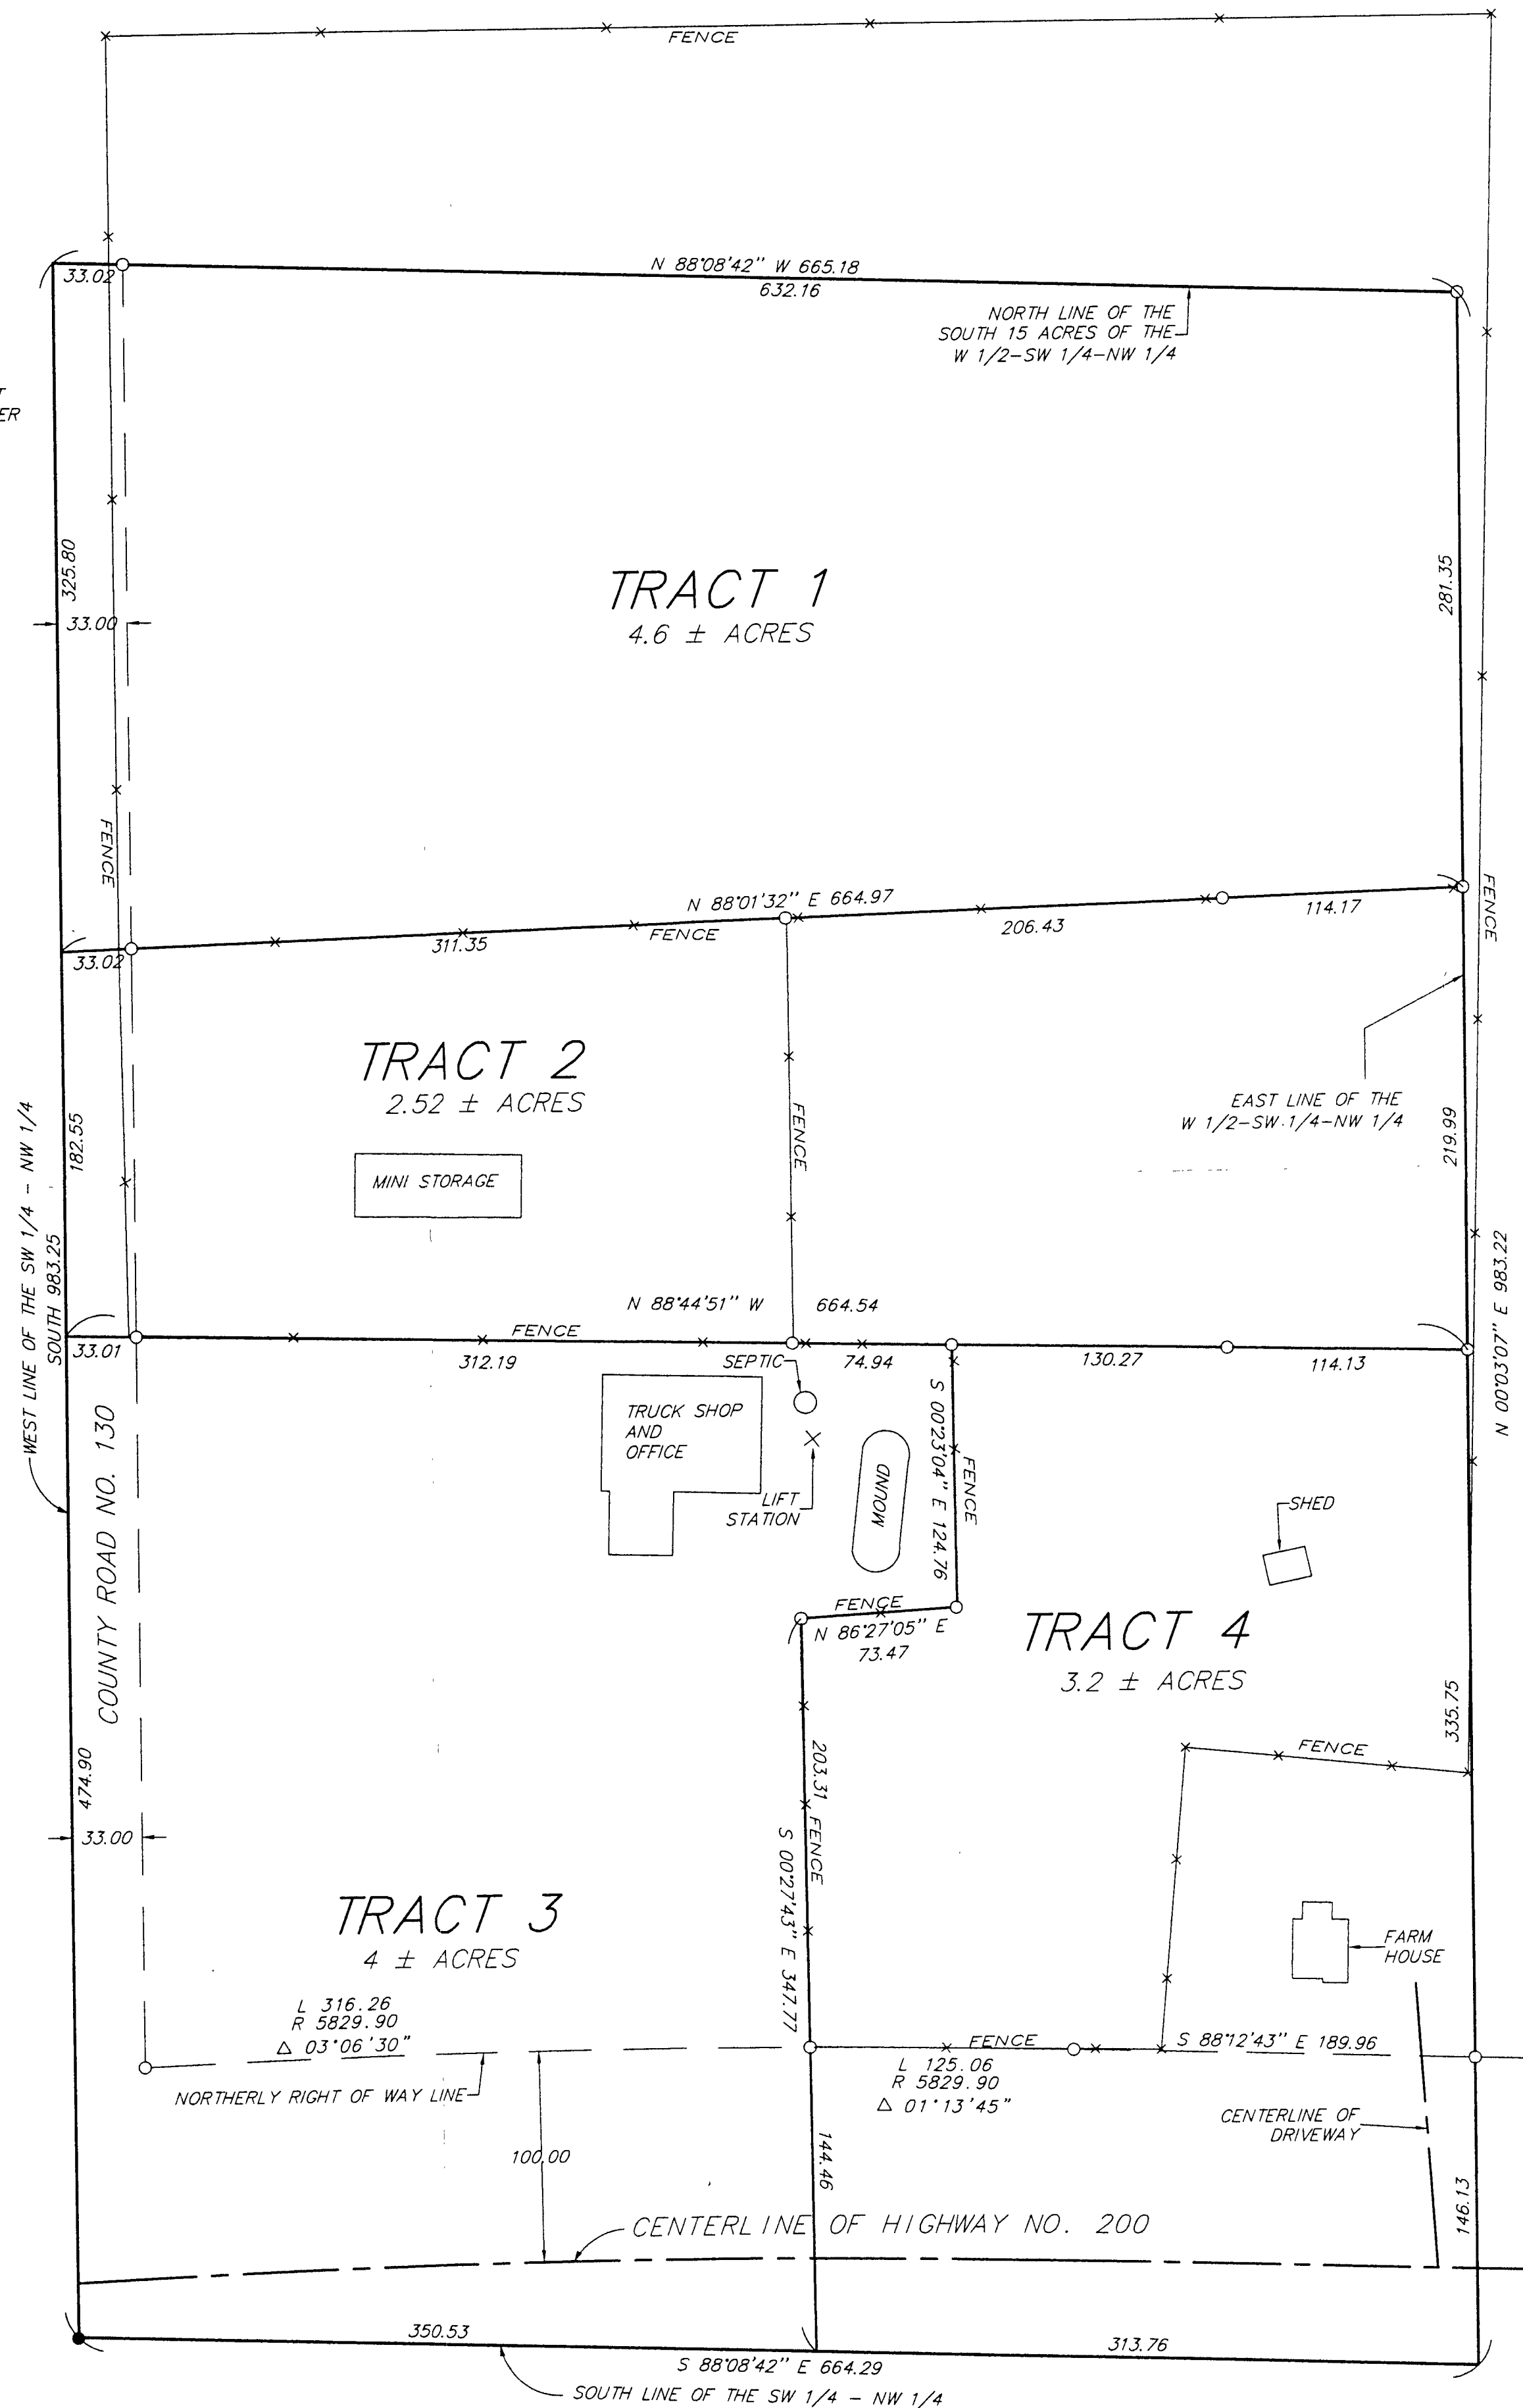 FENCE
33.02
N 88°08'42" W 665.18
632.16
NORTH LINE OF THE
SOUTH 15 ACRES OF THE
W 1/2-SW 1/4-NW 1/4
ER
325.80
33.00
TRACT 1
4.6 ± ACRES
281.35
FENCE
FENCE
N 88°01'32" E 664.97
33.02
311.35
FENCE
206.43
114.17
TRACT 2
2.52 ± ACRES
FENCE
EAST LINE OF THE
W 1/2-SW 1/4-NW 1/4
182.55
219.99
MINI STORAGE
WEST LINE OF THE SW 1/4 - NW 1/4
SOUTH 983.25
N 00°03'07" E 983.22
N 88°44'51" W 664.54
33.01
FENCE
312.19
SEPTIC
74.94
130.27
114.13
TRUCK SHOP
AND
OFFICE
LIFT
STATION
MOUND
S 00°23'04" E 124.76
FENCE
SHED
COUNTY ROAD NO. 130
FENCE
N 86°27'05" E
73.47
TRACT 4
3.2 ± ACRES
335.75
474.90
33.00
203.31
FENCE
S 00°27'43" E 347.77
FENCE
TRACT 3
4 ± ACRES
FARM
HOUSE
L 316.26
R 5829.90
Δ 03°06'30"
NORTHERLY RIGHT OF WAY LINE
FENCE
S 88°12'43" E 189.96
L 125.06
R 5829.90
Δ 01°13'45"
CENTERLINE OF
DRIVEWAY
100.00
144.46
146.13
CENTERLINE OF HIGHWAY NO. 200
350.53
313.76
S 88°08'42" E 664.29
SOUTH LINE OF THE SW 1/4 - NW 1/4